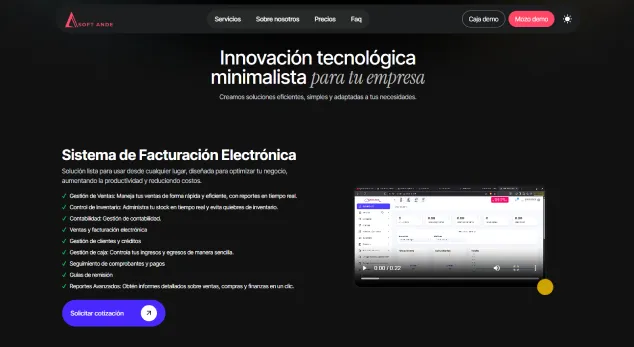 SOFT ANDE
Servicios
Sobre nosotros
Precios
Faq
Caja demo
Mozo demo
Innovación tecnológica
minimalista para tu empresa
Creamos soluciones eficientes, simples y adaptadas a tus necesidades.
Sistema de Facturación Electrónica
Solución lista para usar desde cualquier lugar, diseñada para optimizar tu negocio,
aumentando la productividad y reduciendo costos.
✓ Gestión de Ventas: Maneja tus ventas de forma rápida y eficiente, con reportes en tiempo real.
✓ Control de Inventario: Administra tu stock en tiempo real y evita quiebres de inventario.
✓ Contabilidad: Gestión de contabilidad.
✓ Ventas y facturación electrónica
✓ Gestión de clientes y créditos
✓ Gestión de caja: Controla tus ingresos y egresos de manera sencilla.
✓ Seguimiento de comprobantes y pagos
✓ Guías de remisión
✓ Reportes Avanzados: Obtén informes detallados sobre ventas, compras y finanzas en un clic.
0:00 / 0:22
Solicitar cotización